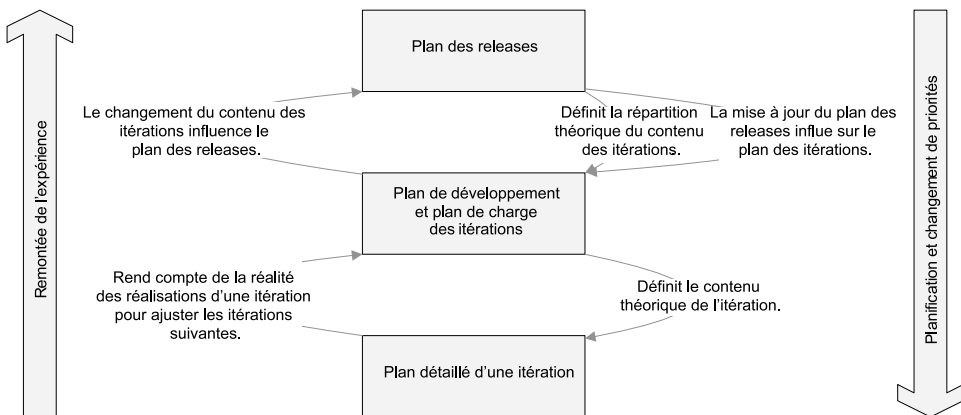 Plan des releases
Remontée de l'expérience
Planification et changement de priorités
Le changement du contenu des
itérations influence le
plan des releases.
Définit la répartition
théorique du contenu
des itérations.
La mise à jour du plan des
releases influe sur le
plan des itérations.
Plan de développement
et plan de charge
des itérations
Rend compte de la réalité
des réalisations d'une itération
pour ajuster les itérations
suivantes.
Définit le contenu
théorique de l'itération.
Plan détaillé d'une itération